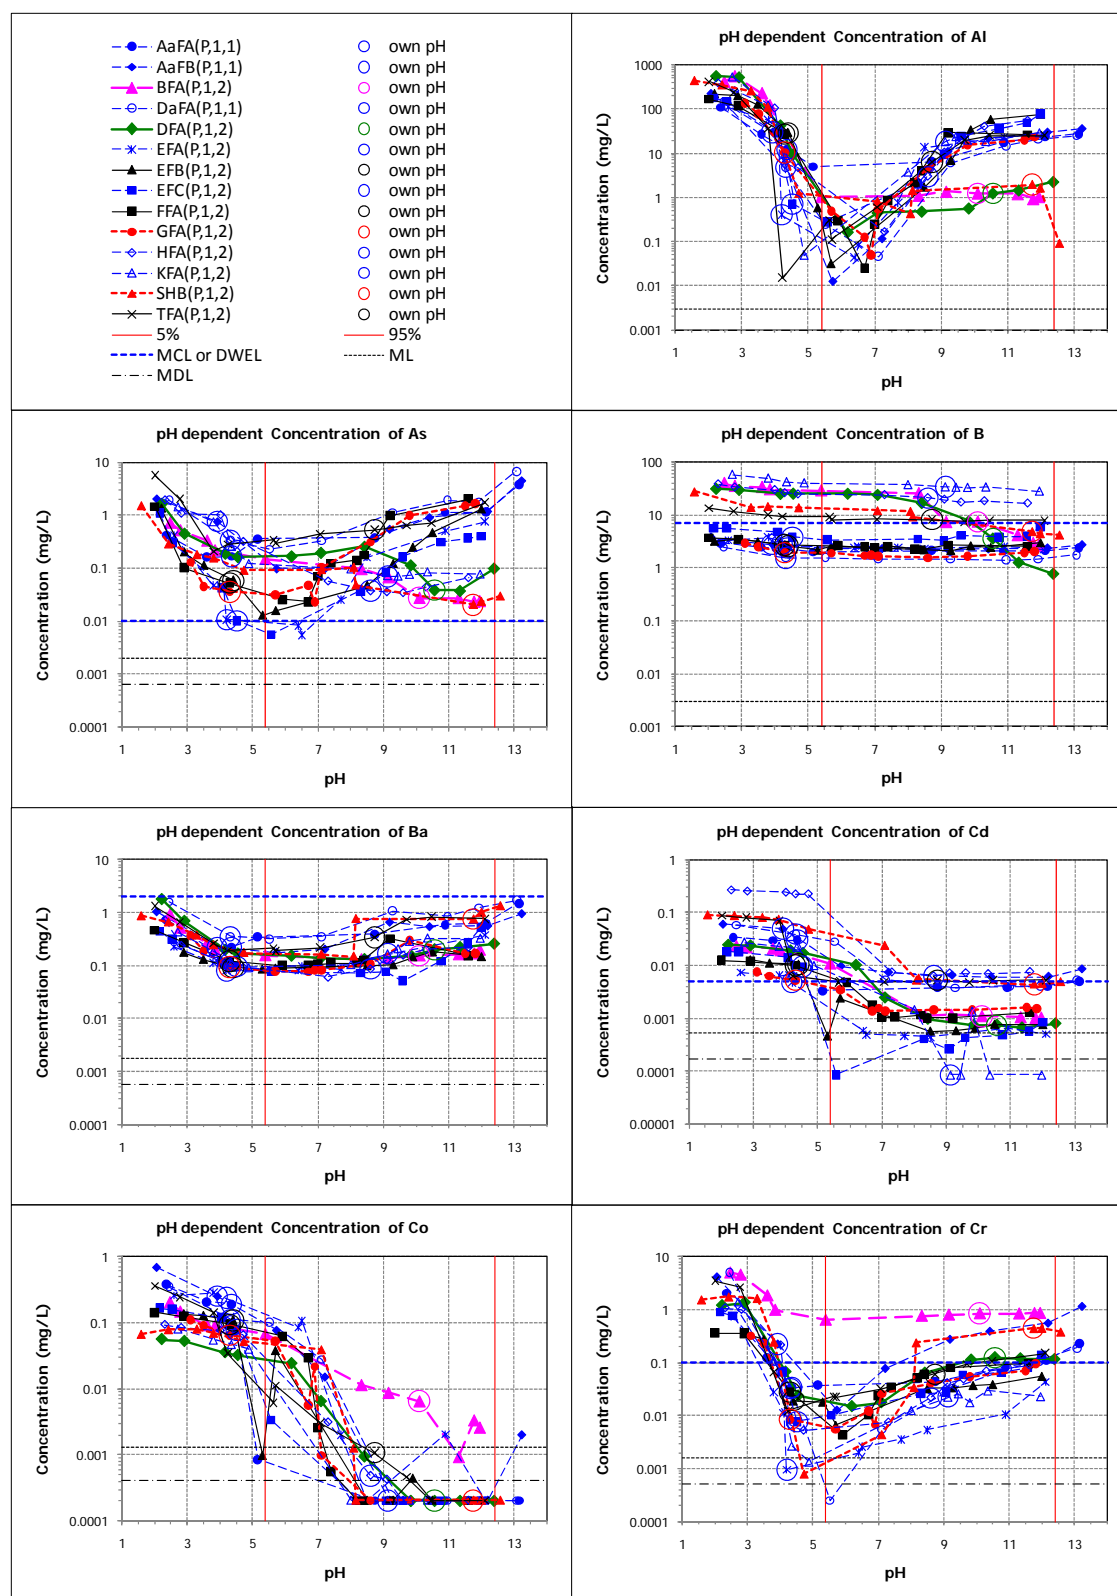 AaFA(P,1,1) own pH
AaFB(P,1,1) own pH
BFA(P,1,2) own pH
DaFA(P,1,1) own pH
DFA(P,1,2) own pH
EFA(P,1,2) own pH
EFB(P,1,2) own pH
EFC(P,1,2) own pH
FFA(P,1,2) own pH
GFA(P,1,2) own pH
HFA(P,1,2) own pH
KFA(P,1,2) own pH
SHB(P,1,2) own pH
TFA(P,1,2) own pH
5% 95%
MCL or DWEL ML
MDL
pH dependent Concentration of Al
Concentration (mg/L)
1000
100
10
1
0.1
0.01
0.001
1 3 5 7 9 11 13
pH
pH dependent Concentration of As
Concentration (mg/L)
10
1
0.1
0.01
0.001
0.0001
1 3 5 7 9 11 13
pH
pH dependent Concentration of B
Concentration (mg/L)
100
10
1
0.1
0.01
0.001
1 3 5 7 9 11 13
pH
pH dependent Concentration of Ba
Concentration (mg/L)
10
1
0.1
0.01
0.001
0.0001
1 3 5 7 9 11 13
pH
pH dependent Concentration of Cd
Concentration (mg/L)
1
0.1
0.01
0.001
0.0001
0.00001
1 3 5 7 9 11 13
pH
pH dependent Concentration of Co
Concentration (mg/L)
1
0.1
0.01
0.001
0.0001
1 3 5 7 9 11 13
pH
pH dependent Concentration of Cr
Concentration (mg/L)
10
1
0.1
0.01
0.001
0.0001
1 3 5 7 9 11 13
pH